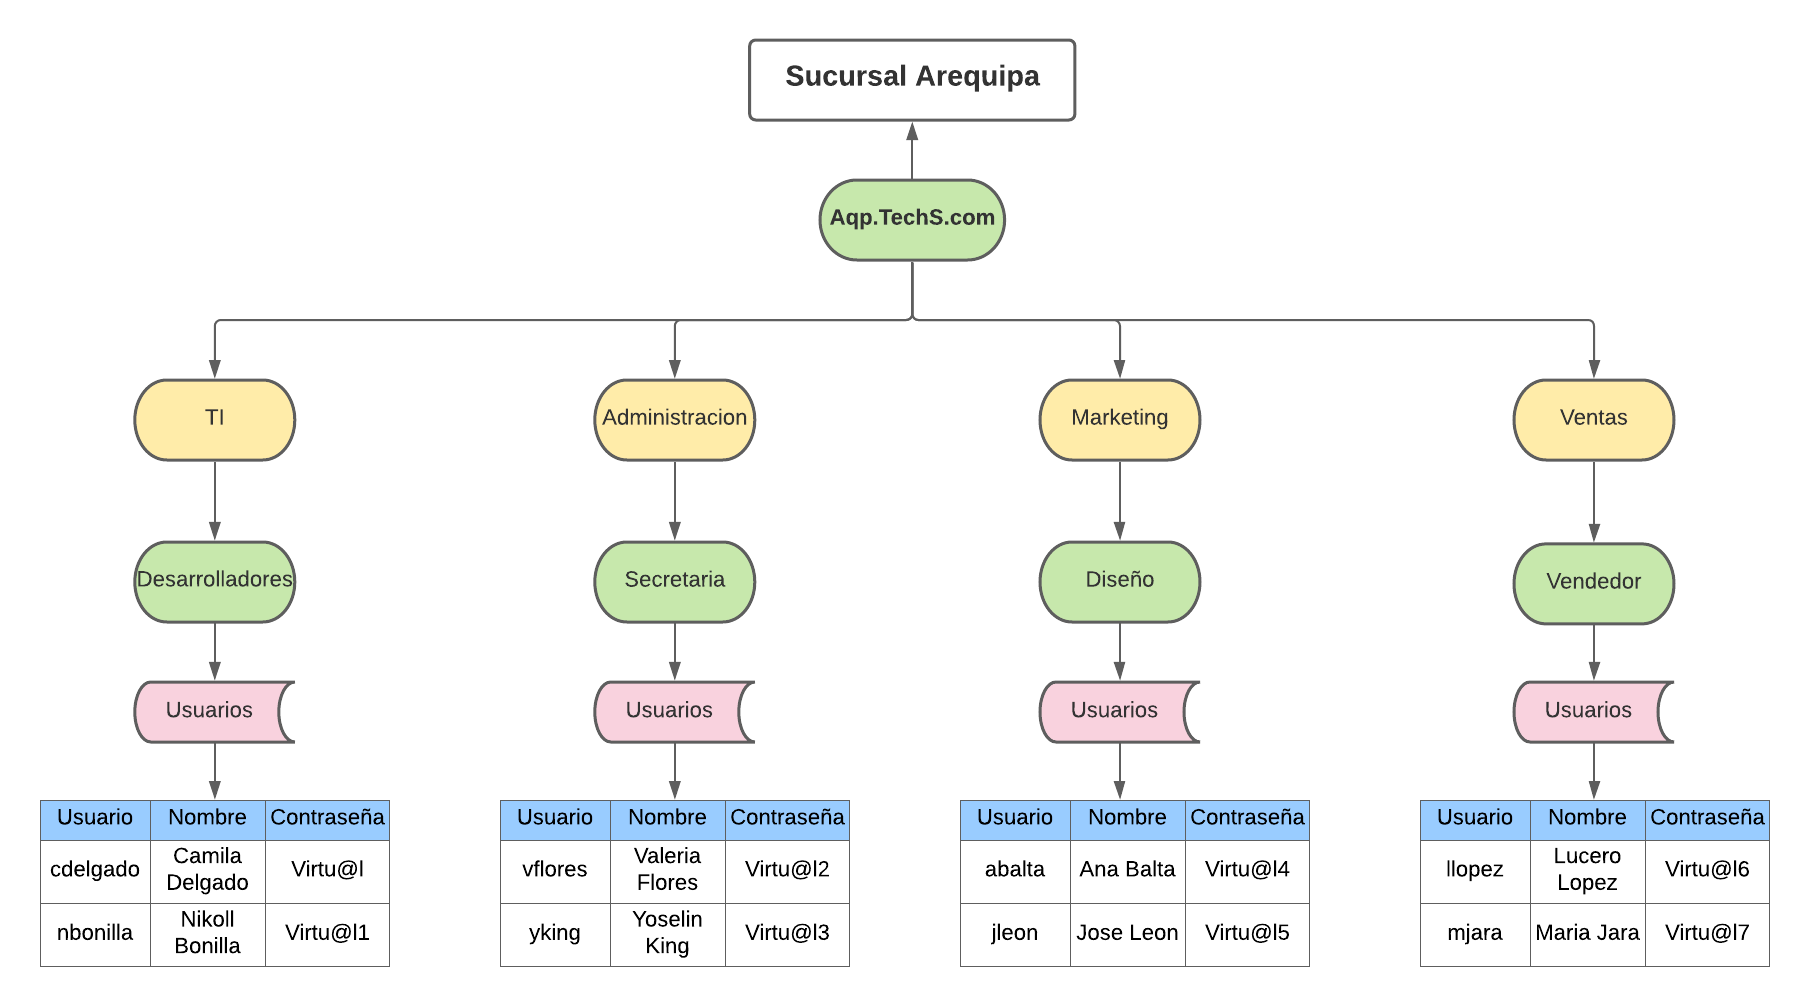 Sucursal Arequipa
Aqp.TechS.com
TI
Administracion
Marketing
Ventas
Desarrolladores
Secretaria
Diseño
Vendedor
Usuarios
Usuarios
Usuarios
Usuarios
Usuario Nombre Contraseña
cdelgado Camila Delgado Virtu@l
nbonilla Nikoll Bonilla Virtu@l1
Usuario Nombre Contraseña
vflores Valeria Flores Virtu@l2
yking Yoselin King Virtu@l3
Usuario Nombre Contraseña
abalta Ana Balta Virtu@l4
jleon Jose Leon Virtu@l5
Usuario Nombre Contraseña
llopez Lucero Lopez Virtu@l6
mjara Maria Jara Virtu@l7